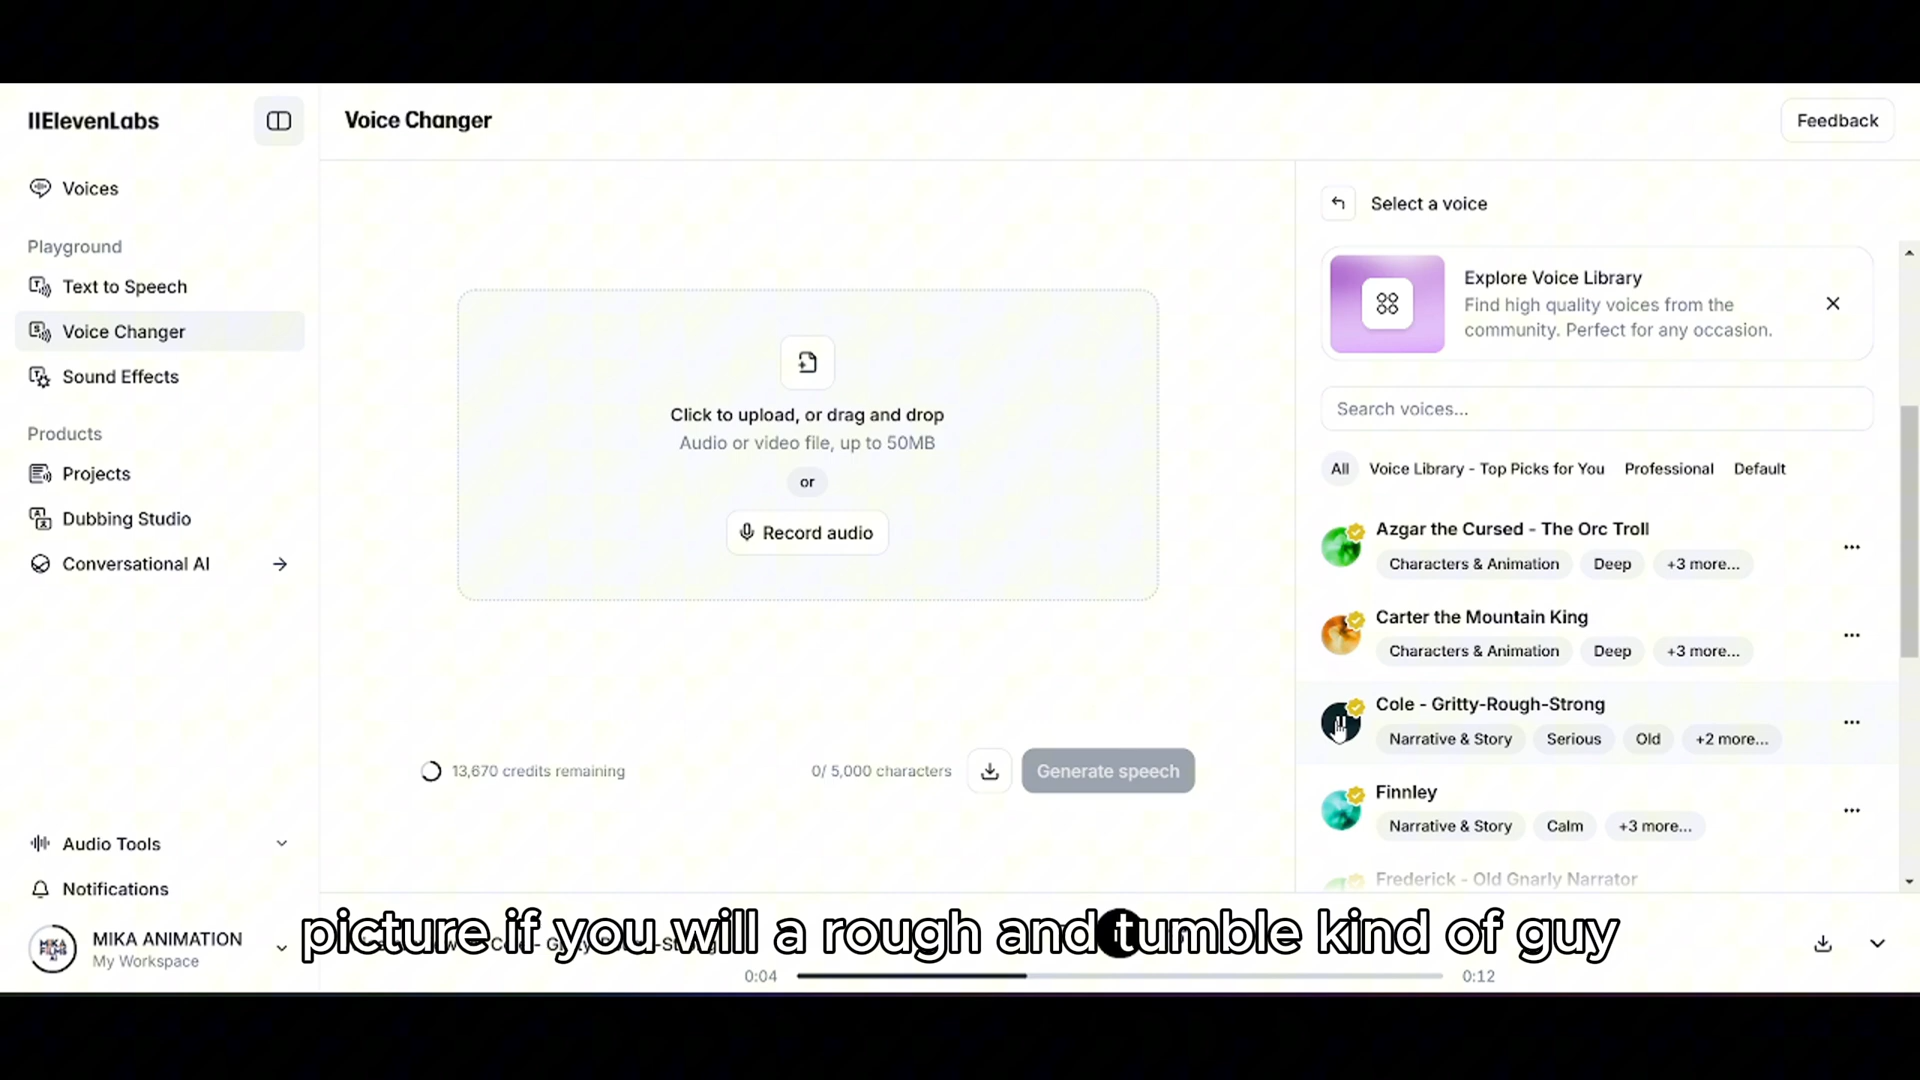 IIElevenLabs
Voices
Playground
Text to Speech
Voice Changer
Sound Effects
Products
Projects
Dubbing Studio
Conversational AI
Audio Tools
Notifications
MIKA ANIMATION
My Workspace
Voice Changer
Feedback
Click to upload, or drag and drop
Audio or video file, up to 50MB
or
Record audio
13,670 credits remaining
0/ 5,000 characters
Generate speech
Select a voice
Explore Voice Library
Find high quality voices from the
community. Perfect for any occasion.
Search voices...
All Voice Library - Top Picks for You Professional Default
Azgar the Cursed - The Orc Troll
Characters & Animation Deep +3 more...
Carter the Mountain King
Characters & Animation Deep +3 more...
Cole - Gritty-Rough-Strong
Narrative & Story Serious Old +2 more...
Finnley
Narrative & Story Calm +3 more...
Frederick - Old Gnarly Narrator
picture if you will a rough and tumble kind of guy
0:04 0:12